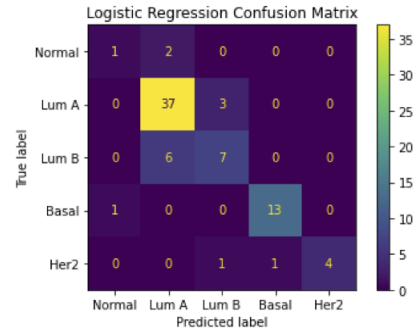 Logistic Regression Confusion Matrix
Normal 1 2 0 0 0
Lum A 0 37 3 0 0
Lum B 0 6 7 0 0
Basal 1 0 0 13 0
Her2 0 0 1 1 4
Normal Lum A Lum B Basal Her2
Predicted label
True label
35
30
25
20
15
10
5
0